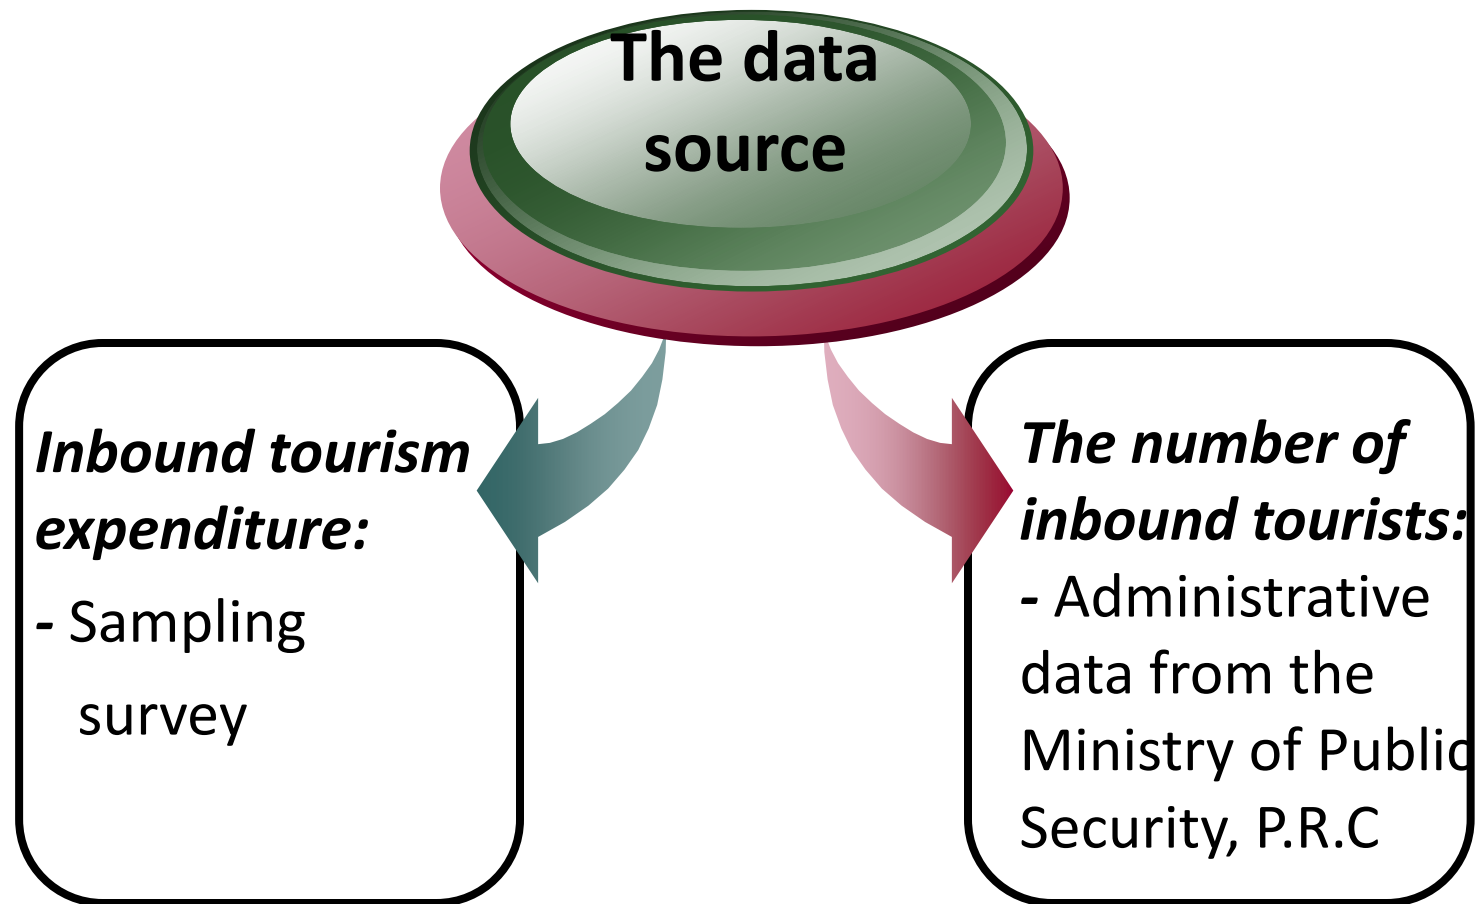 The data
source
Inbound tourism
expenditure:
- Sampling
survey
The number of
inbound tourists:
- Administrative
data from the
Ministry of Public
Security, P.R.C